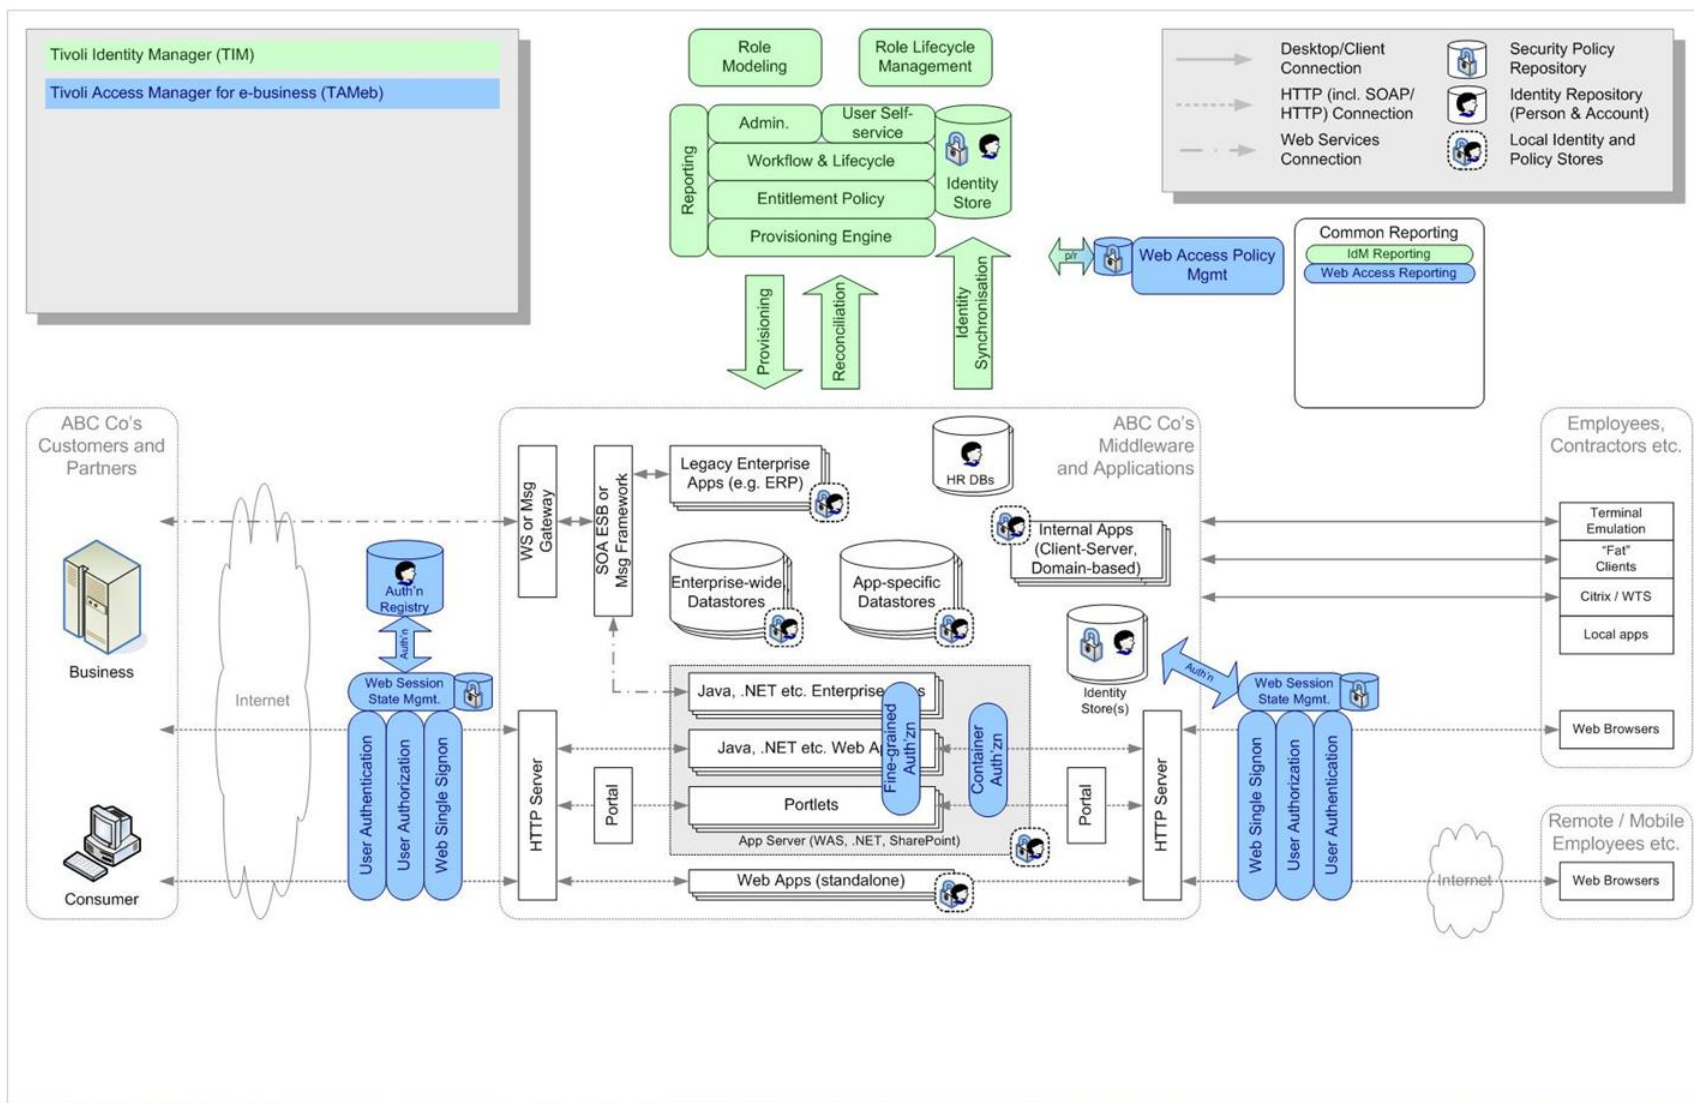 Tivoli Identity Manager (TIM)
Tivoli Access Manager for e-business (TAMeb)
Role
Modeling
Role Lifecycle
Management
Reporting
Admin.
User Self-
service
Workflow & Lifecycle
Entitlement Policy
Provisioning Engine
Identity
Store
Desktop/Client
Connection
HTTP (incl. SOAP/
HTTP) Connection
Web Services
Connection
Security Policy
Repository
Identity Repository
(Person & Account)
Local Identity and
Policy Stores
p/r
Web Access Policy
Mgmt
Common Reporting
IdM Reporting
Web Access Reporting
Provisioning
Reconciliation
Identity
Synchronisation
ABC Co's
Customers and
Partners
Business
Consumer
Internet
Auth'n
Registry
Auth'n
Web Session
State Mgmt.
User Authentication
User Authorization
Web Single Signon
ABC Co's
Middleware
and Applications
WS or Msg
Gateway
SOA ESB or
Msg Framework
Legacy Enterprise
Apps (e.g. ERP)
HR DBs
Internal Apps
(Client-Server,
Domain-based)
Enterprise-wide
Datastores
App-specific
Datastores
Identity
Store(s)
Java, .NET etc. Enterprise
s
Java, .NET etc. Web Ap
Portlets
Fine-grained
Auth'zn
Container
Auth'zn
App Server (WAS, .NET, SharePoint)
Web Apps (standalone)
HTTP Server
Portal
Portal
HTTP Server
Auth'n
Web Session
State Mgmt.
Web Single Signon
User Authorization
User Authentication
Employees,
Contractors etc.
Terminal
Emulation
"Fat"
Clients
Citrix / WTS
Local apps
Web Browsers
Remote / Mobile
Employees etc.
Internet
Web Browsers